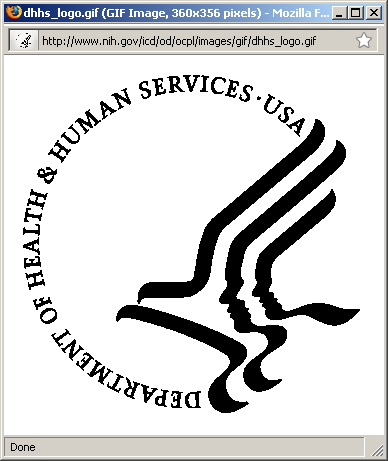 dhhs_logo.gif (GIF Image, 360x356 pixels) - Mozilla F...
http://www.nih.gov/icd/od/ocpl/images/gif/dhhs_logo.gif
DEPARTMENT OF HEALTH & HUMAN SERVICES · USA
Done